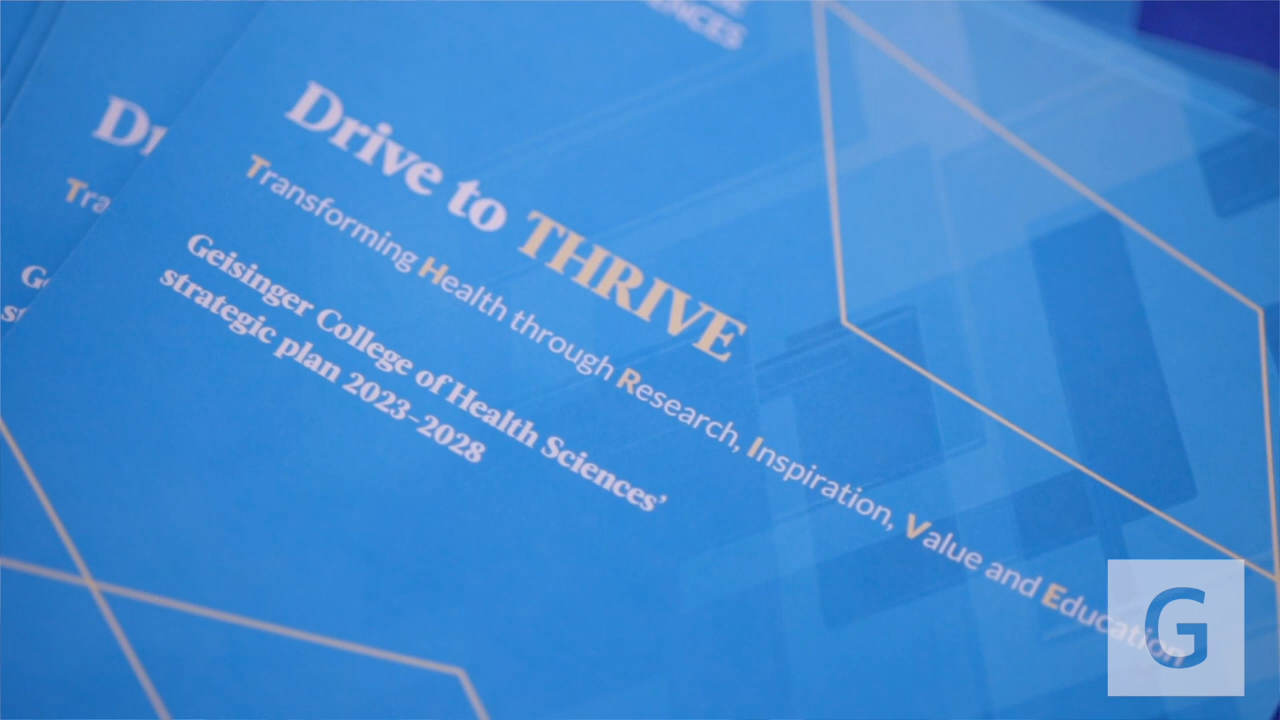 Drive to THRIVE
Transforming Health through Research, Inspiration, Value and Education
Geisinger College of Health Sciences’
strategic plan 2023–2028
Tra
G